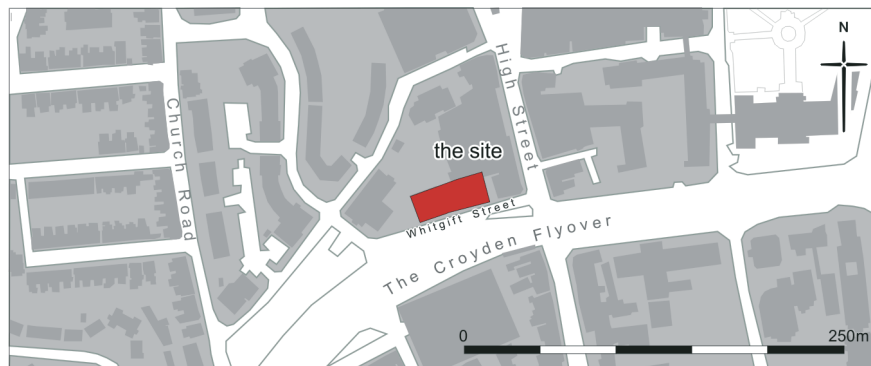 N
High Street
Church Road
the site
Whitgift Street
The Croyden Flyover
0 250m